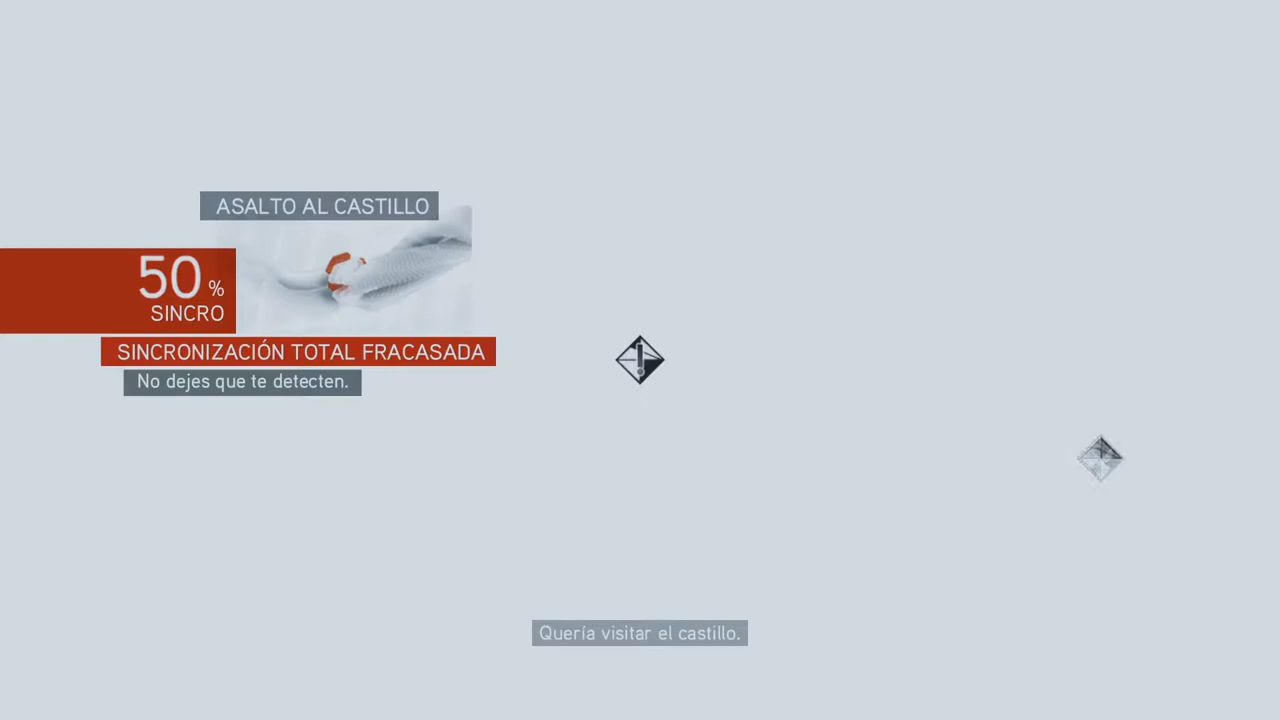 ASALTO AL CASTILLO
50 %
SINCRO
SINCRONIZACIÓN TOTAL FRACASADA
No dejes que te detecten.
Quería visitar el castillo.